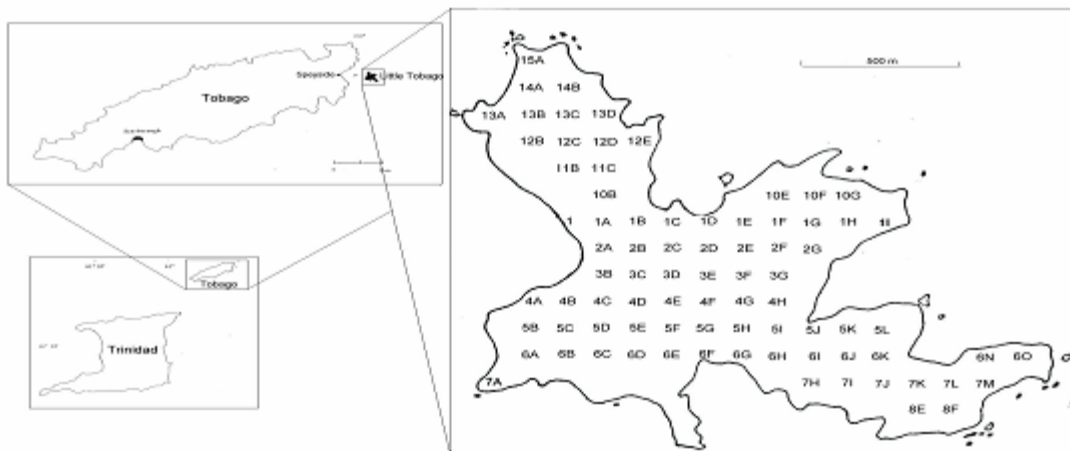 Speyside
Little Tobago
Tobago
Scarborough
Tobago
Trinidad
500 m
15A
14A 14B
13A 13B 13C 13D
12B 12C 12D 12E
11B 11C
10B 10E 10F 10G
1 1A 1B 1C 1D 1E 1F 1G 1H 1I
2A 2B 2C 2D 2E 2F 2G
3B 3C 3D 3E 3F 3G
4A 4B 4C 4D 4E 4F 4G 4H
5B 5C 5D 5E 5F 5G 5H 5I 5J 5K 5L
6A 6B 6C 6D 6E 6F 6G 6H 6I 6J 6K 6N 6O
7A 7H 7I 7J 7K 7L 7M
8E 8F